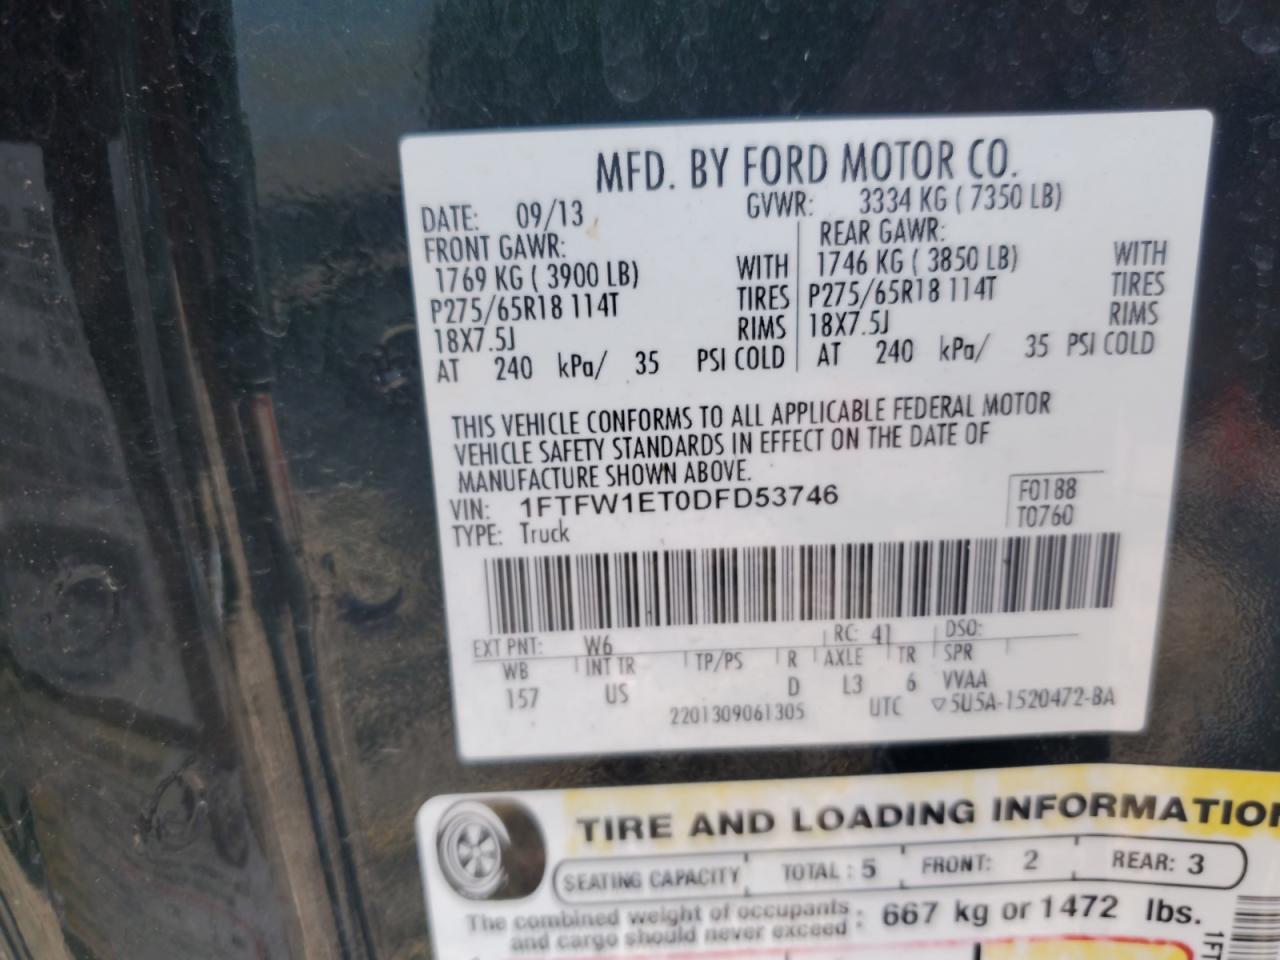 MFD. BY FORD MOTOR CO.
DATE: 09/13 GVWR: 3334 KG ( 7350 LB)
FRONT GAWR: REAR GAWR:
1769 KG ( 3900 LB) WITH 1746 KG ( 3850 LB) WITH
P275/65R18 114T TIRES P275/65R18 114T TIRES
18X7.5J RIMS 18X7.5J RIMS
AT 240 kPa/ 35 PSI COLD AT 240 kPa/ 35 PSI COLD
THIS VEHICLE CONFORMS TO ALL APPLICABLE FEDERAL MOTOR
VEHICLE SAFETY STANDARDS IN EFFECT ON THE DATE OF
MANUFACTURE SHOWN ABOVE.
VIN: 1FTFW1ET0DFD53746 F0188
TYPE: Truck T0760
EXT PNT: W6 RC: 41 DSO:
WB INT TR TP/PS R AXLE TR SPR
157 US D L3 6 VVAA
2201309061305 UTC ▽5U5A-1520472-BA
TIRE AND LOADING INFORMATION
SEATING CAPACITY TOTAL : 5 FRONT: 2 REAR: 3
The combined weight of occupants : 667 kg or 1472 lbs.
and cargo should never exceed
1FT